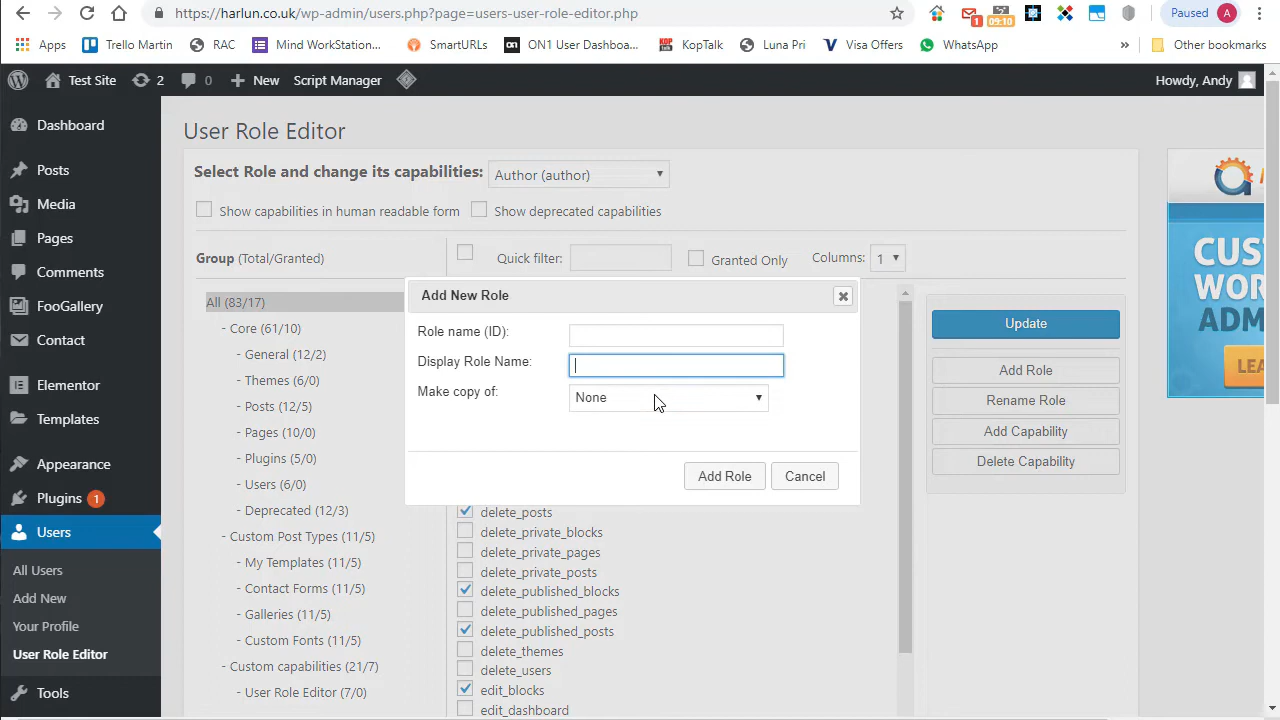 https://harlun.co.uk/wp-admin/users.php?page=users-user-role-editor.php
1
09:10
Paused A
Apps
Trello Martin
RAC
Mind WorkStation...
SmartURLs
ON1 User Dashboa...
KopTalk
Luna Pri
Visa Offers
WhatsApp
»
Other bookmarks
Test Site
2
0
New
Script Manager
Howdy, Andy
Dashboard
Posts
Media
Pages
Comments
FooGallery
Contact
Elementor
Templates
Appearance
Plugins 1
Users
All Users
Add New
Your Profile
User Role Editor
Tools
User Role Editor
Select Role and change its capabilities: Author (author)
Show capabilities in human readable form
Show deprecated capabilities
Group (Total/Granted)
Quick filter:
Granted Only
Columns: 1
All (83/17)
- Core (61/10)
- General (12/2)
- Themes (6/0)
- Posts (12/5)
- Pages (10/0)
- Plugins (5/0)
- Users (6/0)
- Deprecated (12/3)
- Custom Post Types (11/5)
- My Templates (11/5)
- Contact Forms (11/5)
- Galleries (11/5)
- Custom Fonts (11/5)
- Custom capabilities (21/7)
- User Role Editor (7/0)
Add New Role
Role name (ID):
Display Role Name:
Make copy of: None
Add Role
Cancel
delete_posts
delete_private_blocks
delete_private_pages
delete_private_posts
delete_published_blocks
delete_published_pages
delete_published_posts
delete_themes
delete_users
edit_blocks
edit_dashboard
Update
Add Role
Rename Role
Add Capability
Delete Capability